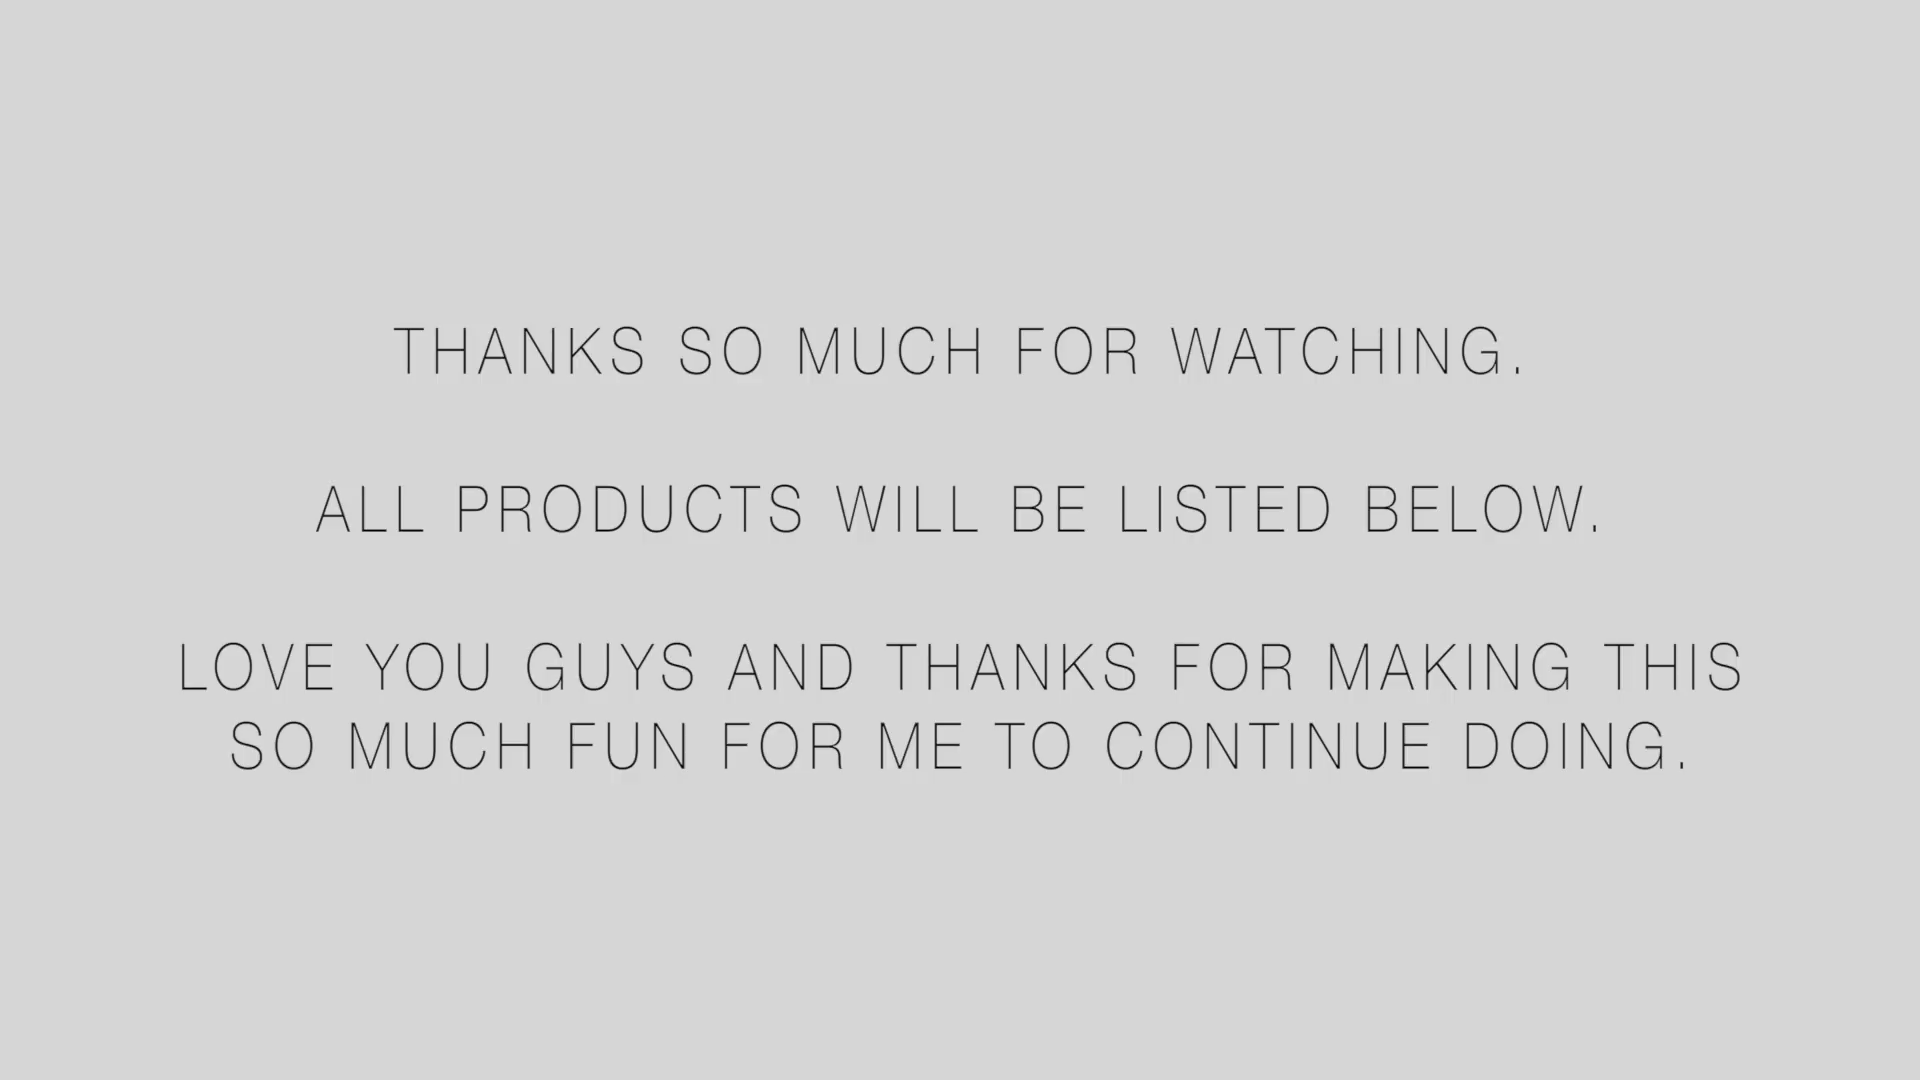 THANKS SO MUCH FOR WATCHING.
ALL PRODUCTS WILL BE LISTED BELOW.
LOVE YOU GUYS AND THANKS FOR MAKING THIS
SO MUCH FUN FOR ME TO CONTINUE DOING.